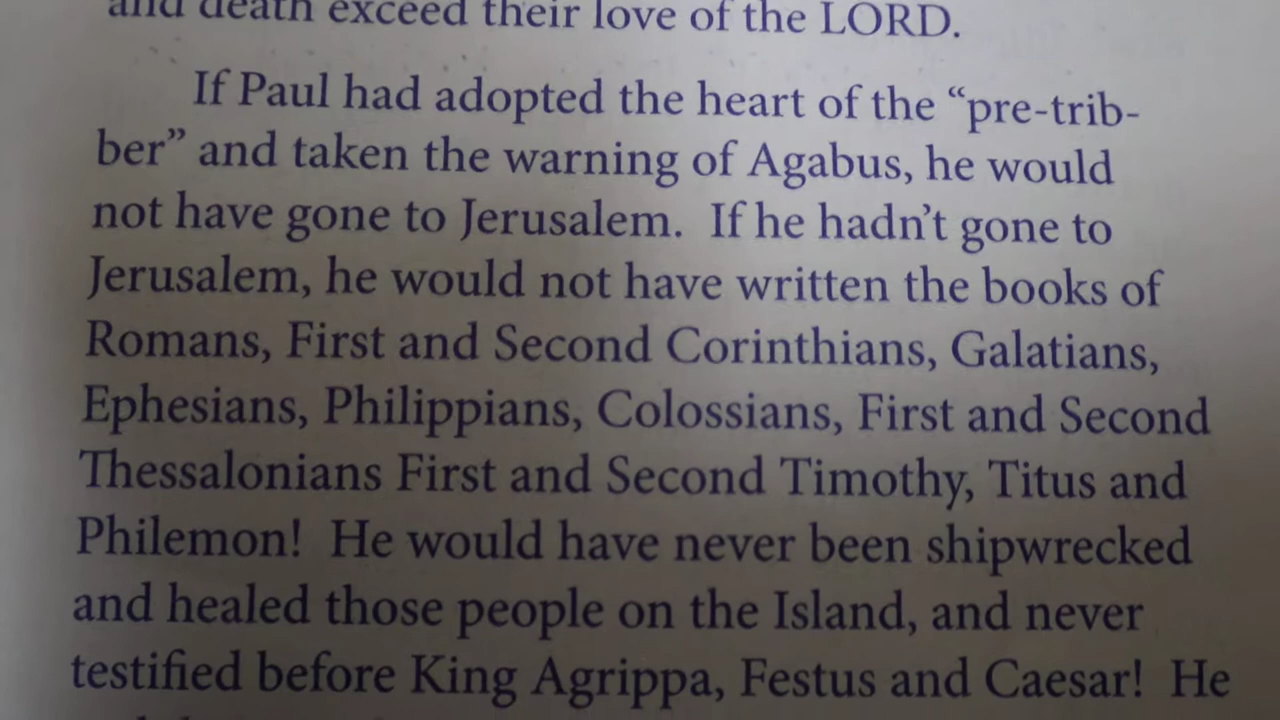 and death exceed their love of the LORD.
If Paul had adopted the heart of the “pre-trib-
ber” and taken the warning of Agabus, he would
not have gone to Jerusalem.  If he hadn’t gone to
Jerusalem, he would not have written the books of
Romans, First and Second Corinthians, Galatians,
Ephesians, Philippians, Colossians, First and Second
Thessalonians First and Second Timothy, Titus and
Philemon!  He would have never been shipwrecked
and healed those people on the Island, and never
testified before King Agrippa, Festus and Caesar!  He